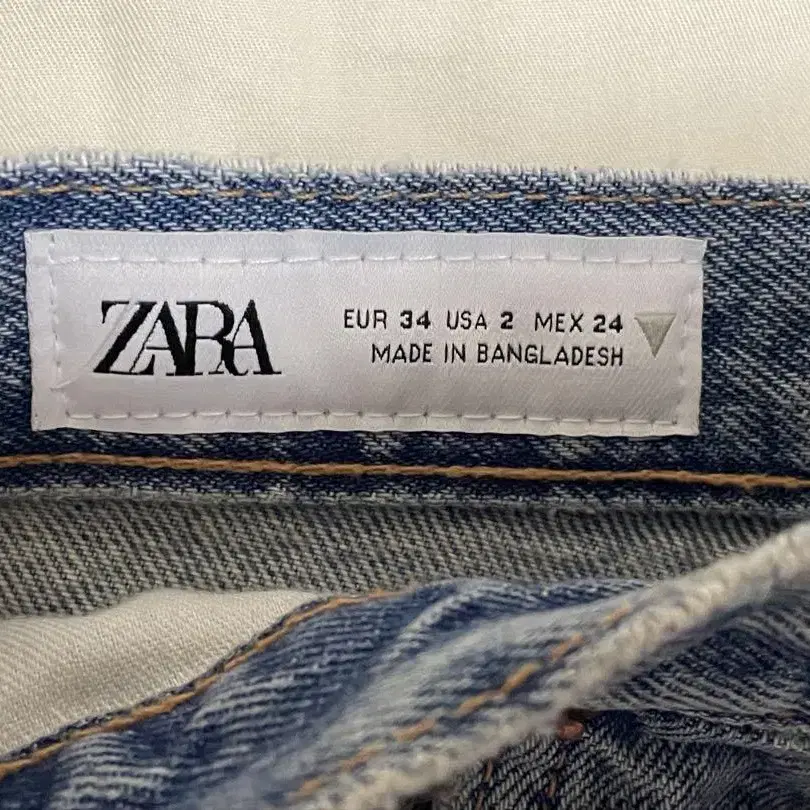 ZARA
EUR 34 USA 2 MEX 24
MADE IN BANGLADESH